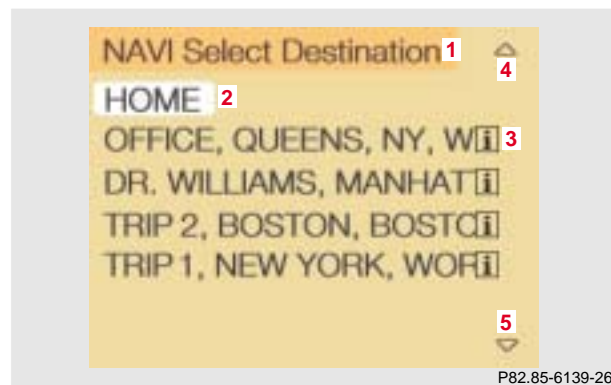 NAVI Select Destination 1
4
HOME 2
OFFICE, QUEENS, NY, W i 3
DR. WILLIAMS, MANHAT i
TRIP 2, BOSTON, BOSTO i
TRIP 1, NEW YORK, WOR i
5
P82.85-6139-26